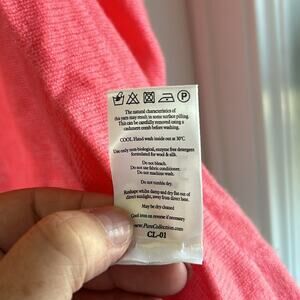 P
The natural characteristics of
this yarn may result in some surface pilling.
This can be carefully removed using a
cashmere comb before washing.
COOL Hand wash inside out at 30°C
Use only non-biological, enzyme free detergents
formulated for wool & silk.
Do not bleach.
Do not use fabric conditioner.
Do not machine wash.
Do not tumble dry.
Reshape whilst damp and dry flat out of
direct sunlight, away from direct heat.
May be dry cleaned
Cool iron on reverse if necessary
www.PureCollection.com
CL-01